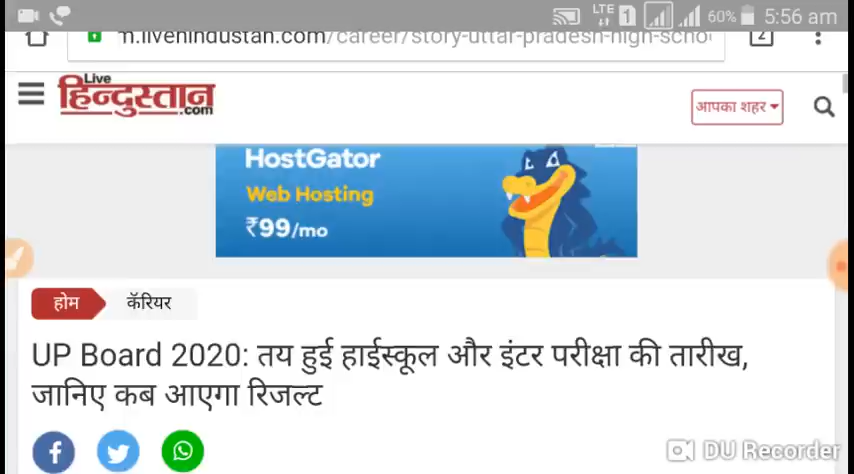 LTE 1 60% 5:56 am
m.livehindustan.com/career/story-uttar-pradesh-high-scho 2
Live
हिन्दुस्तान
.com
आपका शहर
HostGator
Web Hosting
₹99/mo
होम कॅरियर
UP Board 2020: तय हुई हाईस्कूल और इंटर परीक्षा की तारीख,
जानिए कब आएगा रिजल्ट
DU Recorder